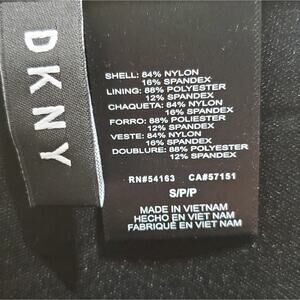 DKNY
SHELL: 84% NYLON
16% SPANDEX
LINING: 88% POLYESTER
12% SPANDEX
CHAQUETA: 84% NYLON
16% SPANDEX
FORRO: 88% POLIESTER
12% SPANDEX
VESTE: 84% NYLON
16% SPANDEX
DOUBLURE: 88% POLYESTER
12% SPANDEX
RN#54163 CA#57151
S/P/P
MADE IN VIETNAM
HECHO EN VIET NAM
FABRIQUÉ EN VIET NAM